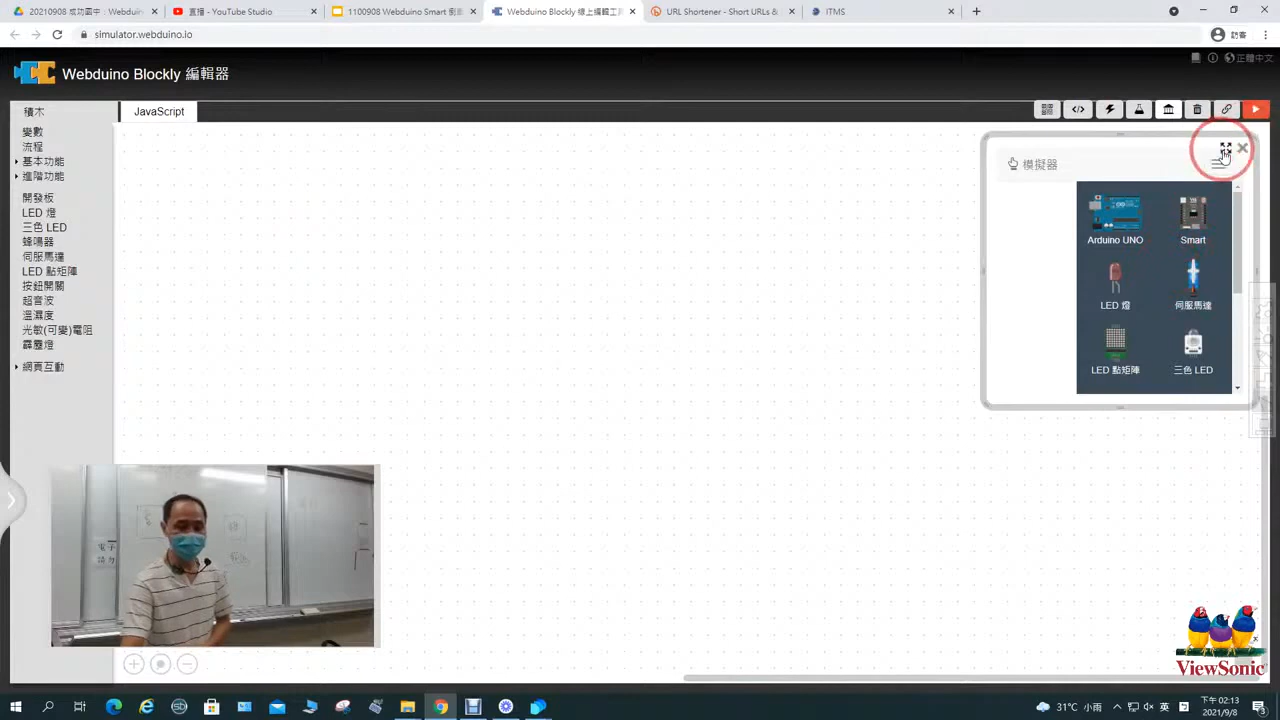 20210908 成功國中 : Webduin
直播 - YouTube Studio
1100908 Webduino Smart
Webduino Blockly 線上編輯工具
URL Shortener - Short URLs &
ITMS
simulator.webduino.io
訪客
正體中文
Webduino Blockly 編輯器
積木
JavaScript
變數
流程
基本功能
進階功能
開發板
LED 燈
三色 LED
蜂鳴器
伺服馬達
LED 點矩陣
按鈕開關
超音波
溫濕度
光敏(可變)電阻
霹靂燈
網頁互動
模擬器
Arduino UNO
Smart
LED 燈
伺服馬達
LED 點矩陣
三色 LED
ViewSonic
31°C 小雨
英
下午 02:13
2021/9/8
3